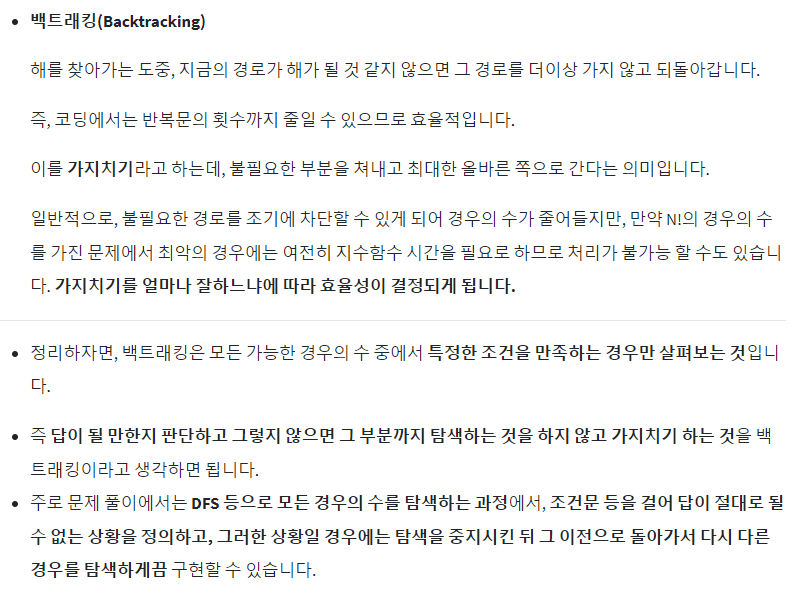 백트래킹(Backtracking)
해를 찾아가는 도중, 지금의 경로가 해가 될 것 같지 않으면 그 경로를 더이상 가지 않고 되돌아갑니다.
즉, 코딩에서는 반복문의 횟수까지 줄일 수 있으므로 효율적입니다.
이를 가지치기라고 하는데, 불필요한 부분을 쳐내고 최대한 올바른 쪽으로 간다는 의미입니다.
일반적으로, 불필요한 경로를 조기에 차단할 수 있게 되어 경우의 수가 줄어들지만, 만약 N!의 경우의 수
를 가진 문제에서 최악의 경우에는 여전히 지수함수 시간을 필요로 하므로 처리가 불가능 할 수도 있습니
다. 가지치기를 얼마나 잘하느냐에 따라 효율성이 결정되게 됩니다.
정리하자면, 백트래킹은 모든 가능한 경우의 수 중에서 특정한 조건을 만족하는 경우만 살펴보는 것입니
다.
즉 답이 될 만한지 판단하고 그렇지 않으면 그 부분까지 탐색하는 것을 하지 않고 가지치기 하는 것을 백
트래킹이라고 생각하면 됩니다.
주로 문제 풀이에서는 DFS 등으로 모든 경우의 수를 탐색하는 과정에서, 조건문 등을 걸어 답이 절대로 될
수 없는 상황을 정의하고, 그러한 상황일 경우에는 탐색을 중지시킨 뒤 그 이전으로 돌아가서 다시 다른
경우를 탐색하게끔 구현할 수 있습니다.